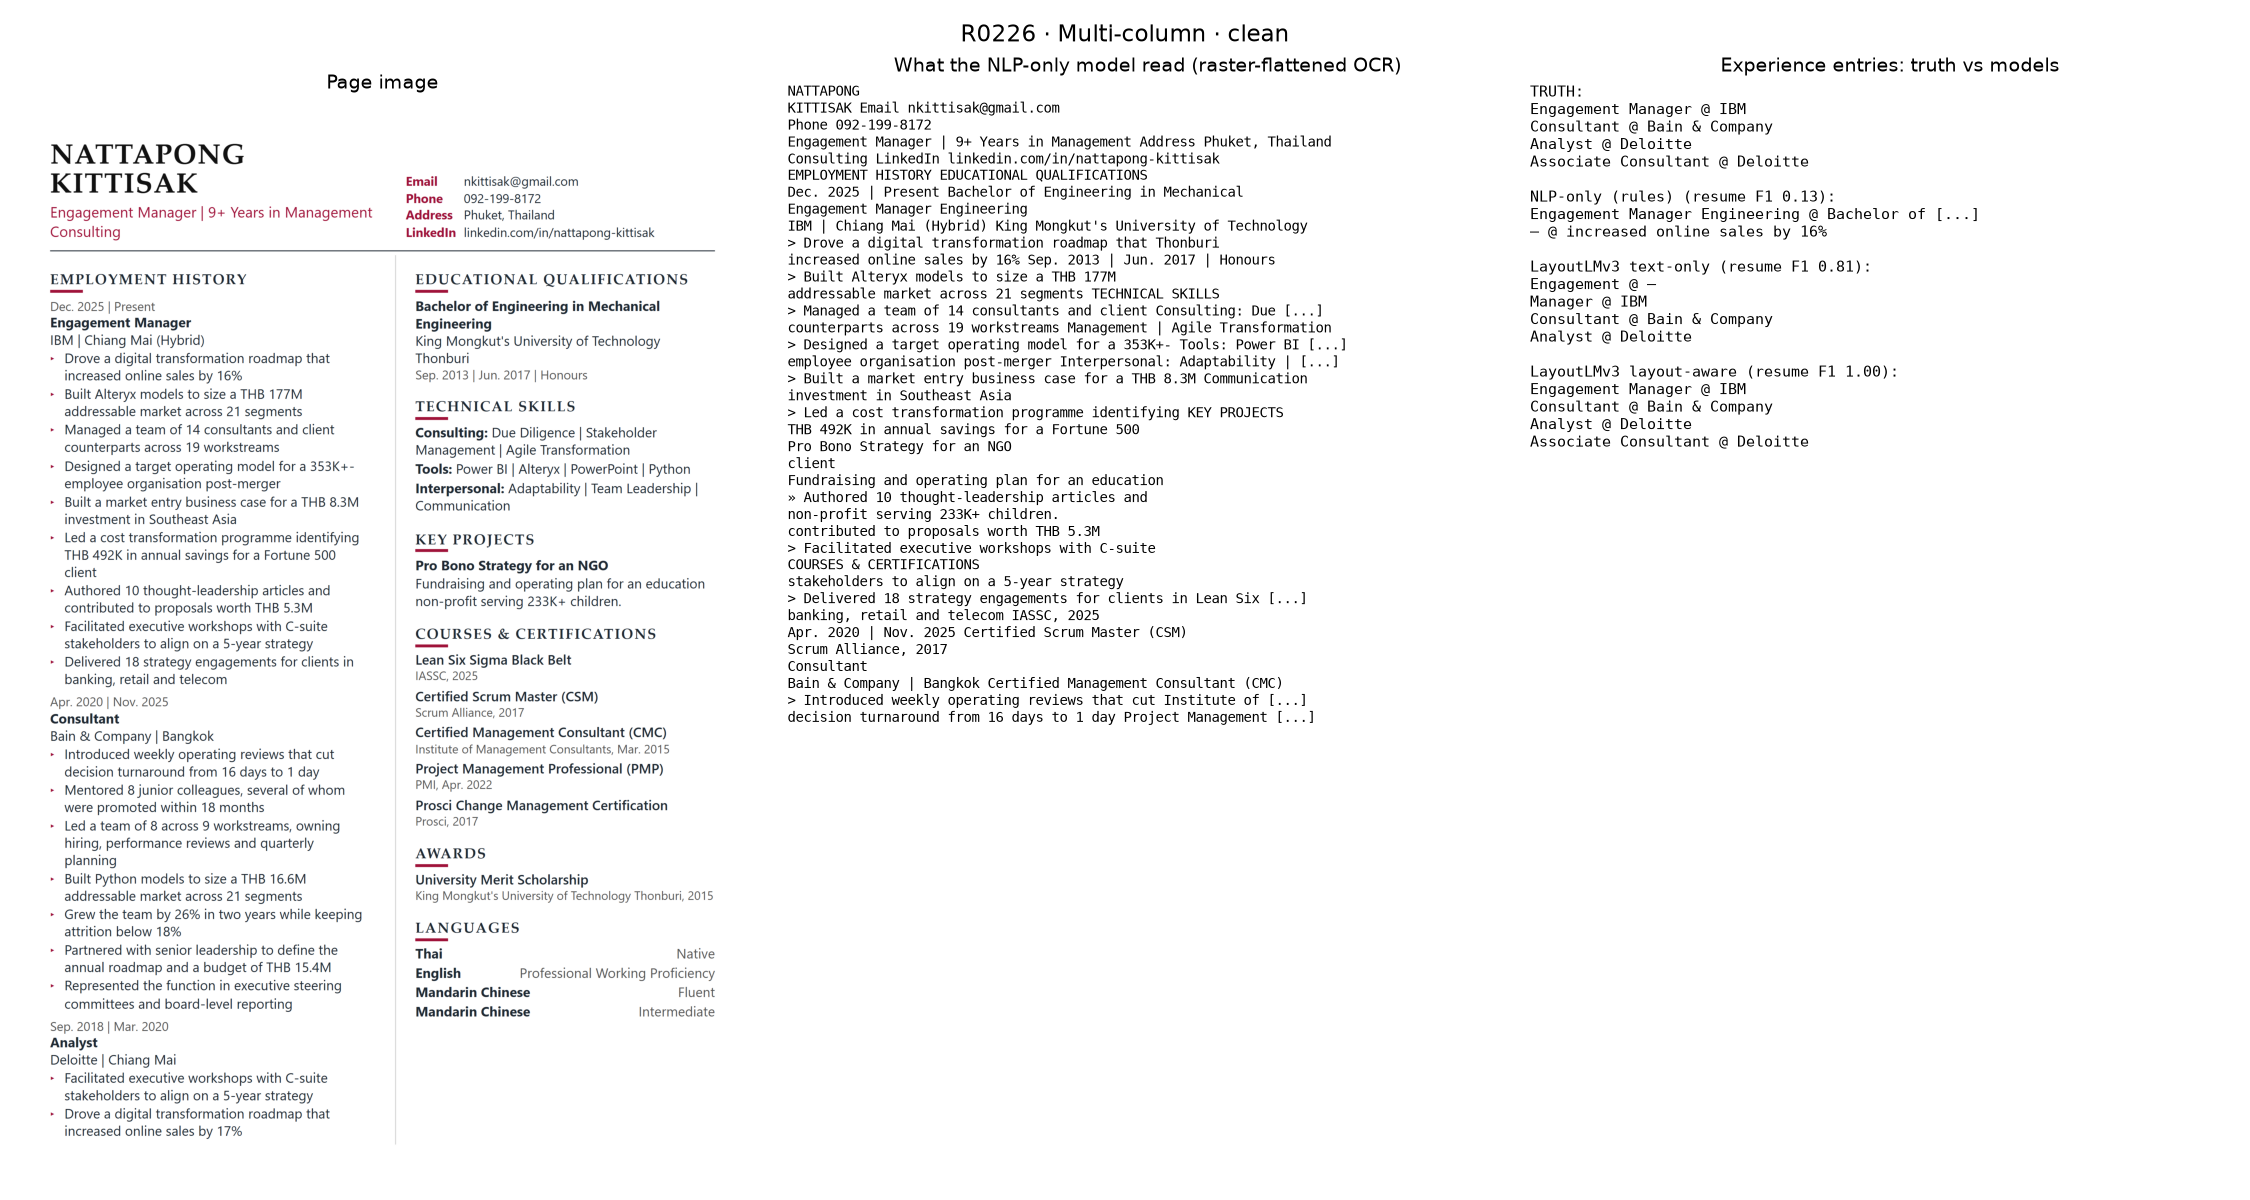 R0226 · Multi-column · clean
Page image
NATTAPONG
KITTISAK
Engagement Manager | 9+ Years in Management
Consulting
Email nkittisak@gmail.com
Phone 092-199-8172
Address Phuket, Thailand
LinkedIn linkedin.com/in/nattapong-kittisak
EMPLOYMENT HISTORY
Dec. 2025 | Present
Engagement Manager
IBM | Chiang Mai (Hybrid)
‣ Drove a digital transformation roadmap that
increased online sales by 16%
‣ Built Alteryx models to size a THB 177M
addressable market across 21 segments
‣ Managed a team of 14 consultants and client
counterparts across 19 workstreams
‣ Designed a target operating model for a 353K+-
employee organisation post-merger
‣ Built a market entry business case for a THB 8.3M
investment in Southeast Asia
‣ Led a cost transformation programme identifying
THB 492K in annual savings for a Fortune 500
client
‣ Authored 10 thought-leadership articles and
contributed to proposals worth THB 5.3M
‣ Facilitated executive workshops with C-suite
stakeholders to align on a 5-year strategy
‣ Delivered 18 strategy engagements for clients in
banking, retail and telecom
Apr. 2020 | Nov. 2025
Consultant
Bain & Company | Bangkok
‣ Introduced weekly operating reviews that cut
decision turnaround from 16 days to 1 day
‣ Mentored 8 junior colleagues, several of whom
were promoted within 18 months
‣ Led a team of 8 across 9 workstreams, owning
hiring, performance reviews and quarterly
planning
‣ Built Python models to size a THB 16.6M
addressable market across 21 segments
‣ Grew the team by 26% in two years while keeping
attrition below 18%
‣ Partnered with senior leadership to define the
annual roadmap and a budget of THB 15.4M
‣ Represented the function in executive steering
committees and board-level reporting
Sep. 2018 | Mar. 2020
Analyst
Deloitte | Chiang Mai
‣ Facilitated executive workshops with C-suite
stakeholders to align on a 5-year strategy
‣ Drove a digital transformation roadmap that
increased online sales by 17%
EDUCATIONAL QUALIFICATIONS
Bachelor of Engineering in Mechanical
Engineering
King Mongkut's University of Technology
Thonburi
Sep. 2013 | Jun. 2017 | Honours
TECHNICAL SKILLS
Consulting: Due Diligence | Stakeholder
Management | Agile Transformation
Tools: Power BI | Alteryx | PowerPoint | Python
Interpersonal: Adaptability | Team Leadership |
Communication
KEY PROJECTS
Pro Bono Strategy for an NGO
Fundraising and operating plan for an education
non-profit serving 233K+ children.
COURSES & CERTIFICATIONS
Lean Six Sigma Black Belt
IASSC, 2025
Certified Scrum Master (CSM)
Scrum Alliance, 2017
Certified Management Consultant (CMC)
Institute of Management Consultants, Mar. 2015
Project Management Professional (PMP)
PMI, Apr. 2022
Prosci Change Management Certification
Prosci, 2017
AWARDS
University Merit Scholarship
King Mongkut's University of Technology Thonburi, 2015
LANGUAGES
Thai Native
English Professional Working Proficiency
Mandarin Chinese Fluent
Mandarin Chinese Intermediate
What the NLP-only model read (raster-flattened OCR)
NATTAPONG
KITTISAK Email nkittisak@gmail.com
Phone 092-199-8172
Engagement Manager | 9+ Years in Management Address Phuket, Thailand
Consulting LinkedIn linkedin.com/in/nattapong-kittisak
EMPLOYMENT HISTORY EDUCATIONAL QUALIFICATIONS
Dec. 2025 | Present Bachelor of Engineering in Mechanical
Engagement Manager Engineering
IBM | Chiang Mai (Hybrid) King Mongkut's University of Technology
> Drove a digital transformation roadmap that Thonburi
increased online sales by 16% Sep. 2013 | Jun. 2017 | Honours
> Built Alteryx models to size a THB 177M
addressable market across 21 segments TECHNICAL SKILLS
> Managed a team of 14 consultants and client Consulting: Due [...]
counterparts across 19 workstreams Management | Agile Transformation
> Designed a target operating model for a 353K+- Tools: Power BI [...]
employee organisation post-merger Interpersonal: Adaptability | [...]
> Built a market entry business case for a THB 8.3M Communication
investment in Southeast Asia
> Led a cost transformation programme identifying KEY PROJECTS
THB 492K in annual savings for a Fortune 500
Pro Bono Strategy for an NGO
client
Fundraising and operating plan for an education
» Authored 10 thought-leadership articles and
non-profit serving 233K+ children.
contributed to proposals worth THB 5.3M
> Facilitated executive workshops with C-suite
COURSES & CERTIFICATIONS
stakeholders to align on a 5-year strategy
> Delivered 18 strategy engagements for clients in Lean Six [...]
banking, retail and telecom IASSC, 2025
Apr. 2020 | Nov. 2025 Certified Scrum Master (CSM)
Scrum Alliance, 2017
Consultant
Bain & Company | Bangkok Certified Management Consultant (CMC)
> Introduced weekly operating reviews that cut Institute of [...]
decision turnaround from 16 days to 1 day Project Management [...]
Experience entries: truth vs models
TRUTH:
Engagement Manager @ IBM
Consultant @ Bain & Company
Analyst @ Deloitte
Associate Consultant @ Deloitte
NLP-only (rules) (resume F1 0.13):
Engagement Manager Engineering @ Bachelor of [...]
— @ increased online sales by 16%
LayoutLMv3 text-only (resume F1 0.81):
Engagement @ —
Manager @ IBM
Consultant @ Bain & Company
Analyst @ Deloitte
LayoutLMv3 layout-aware (resume F1 1.00):
Engagement Manager @ IBM
Consultant @ Bain & Company
Analyst @ Deloitte
Associate Consultant @ Deloitte